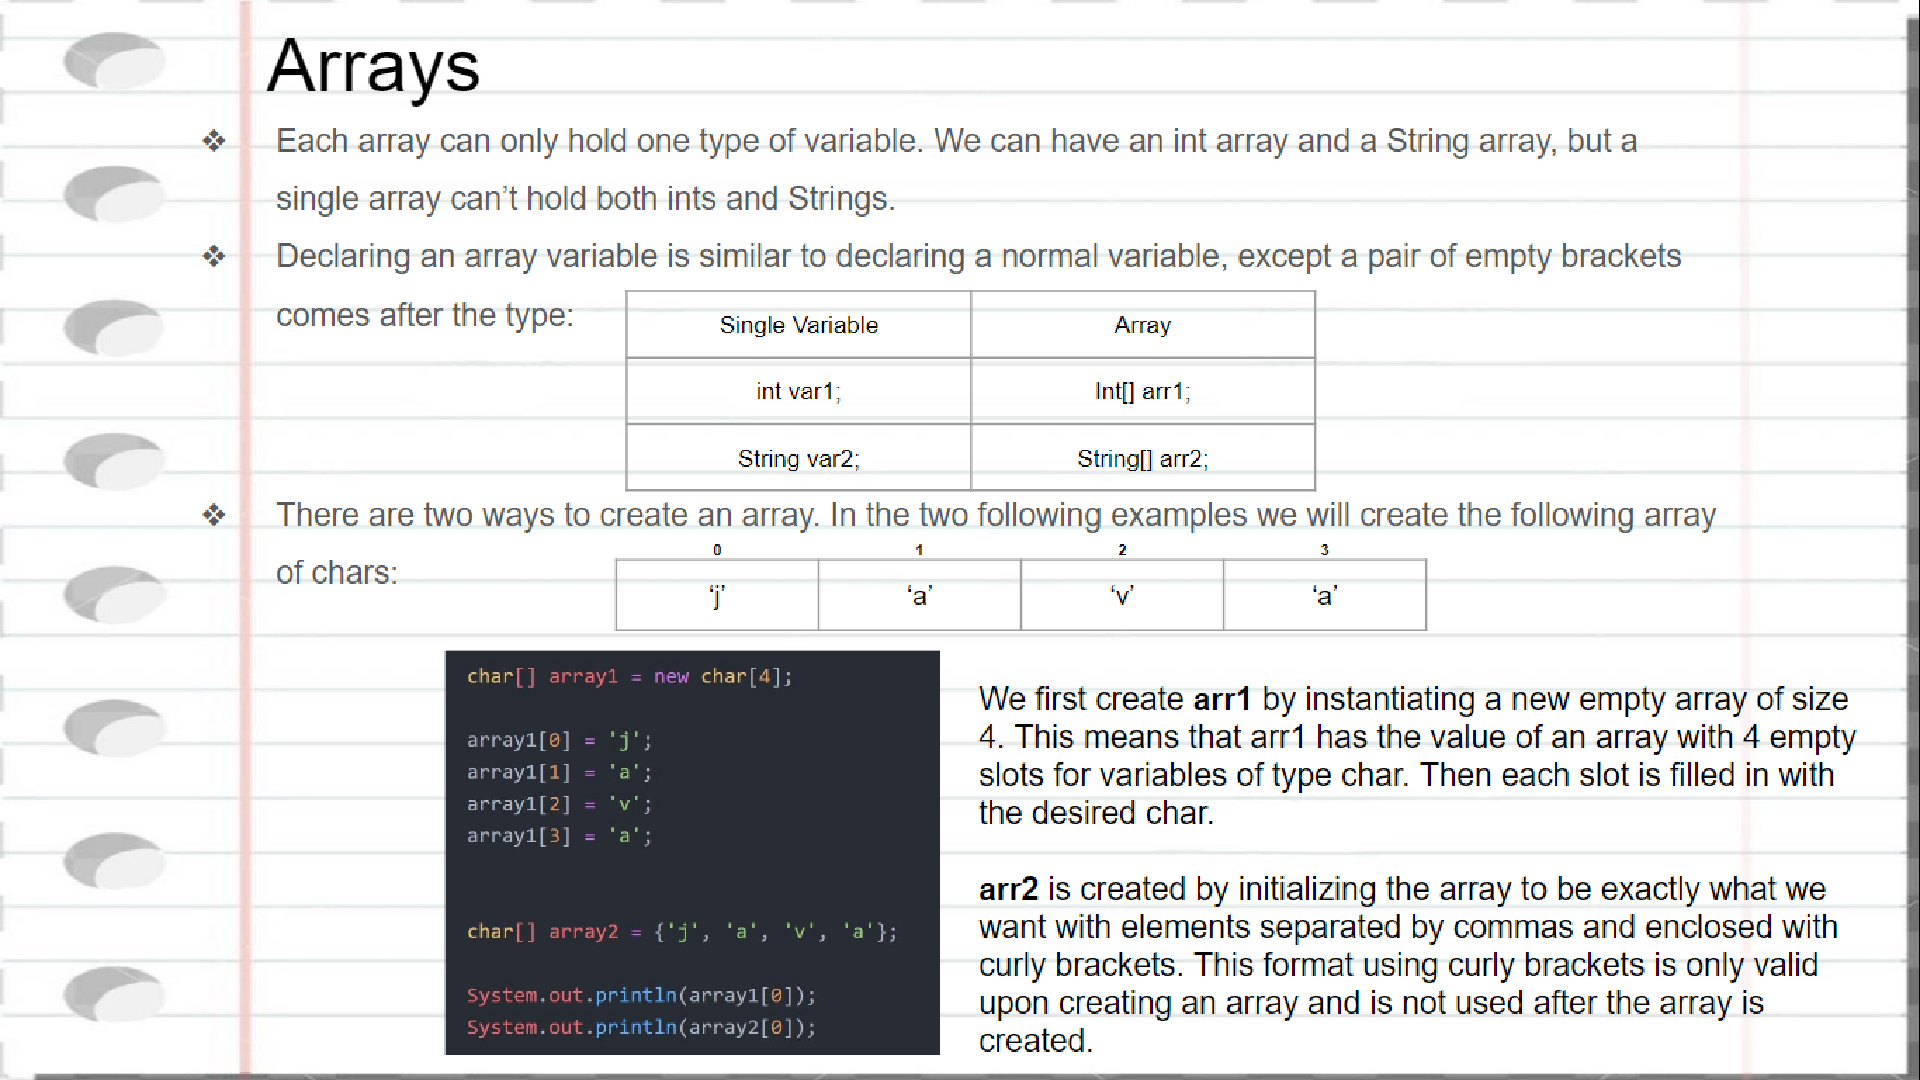 Arrays
❖ Each array can only hold one type of variable. We can have an int array and a String array, but a
single array can’t hold both ints and Strings.
❖ Declaring an array variable is similar to declaring a normal variable, except a pair of empty brackets
comes after the type:
Single Variable Array
int var1; Int[] arr1;
String var2; String[] arr2;
❖ There are two ways to create an array. In the two following examples we will create the following array
of chars:
0 1 2 3
‘j’ ‘a’ ‘v’ ‘a’
char[] array1 = new char[4];
array1[0] = 'j';
array1[1] = 'a';
array1[2] = 'v';
array1[3] = 'a';
char[] array2 = {'j', 'a', 'v', 'a'};
System.out.println(array1[0]);
System.out.println(array2[0]);
We first create arr1 by instantiating a new empty array of size
4. This means that arr1 has the value of an array with 4 empty
slots for variables of type char. Then each slot is filled in with
the desired char.
arr2 is created by initializing the array to be exactly what we
want with elements separated by commas and enclosed with
curly brackets. This format using curly brackets is only valid
upon creating an array and is not used after the array is
created.